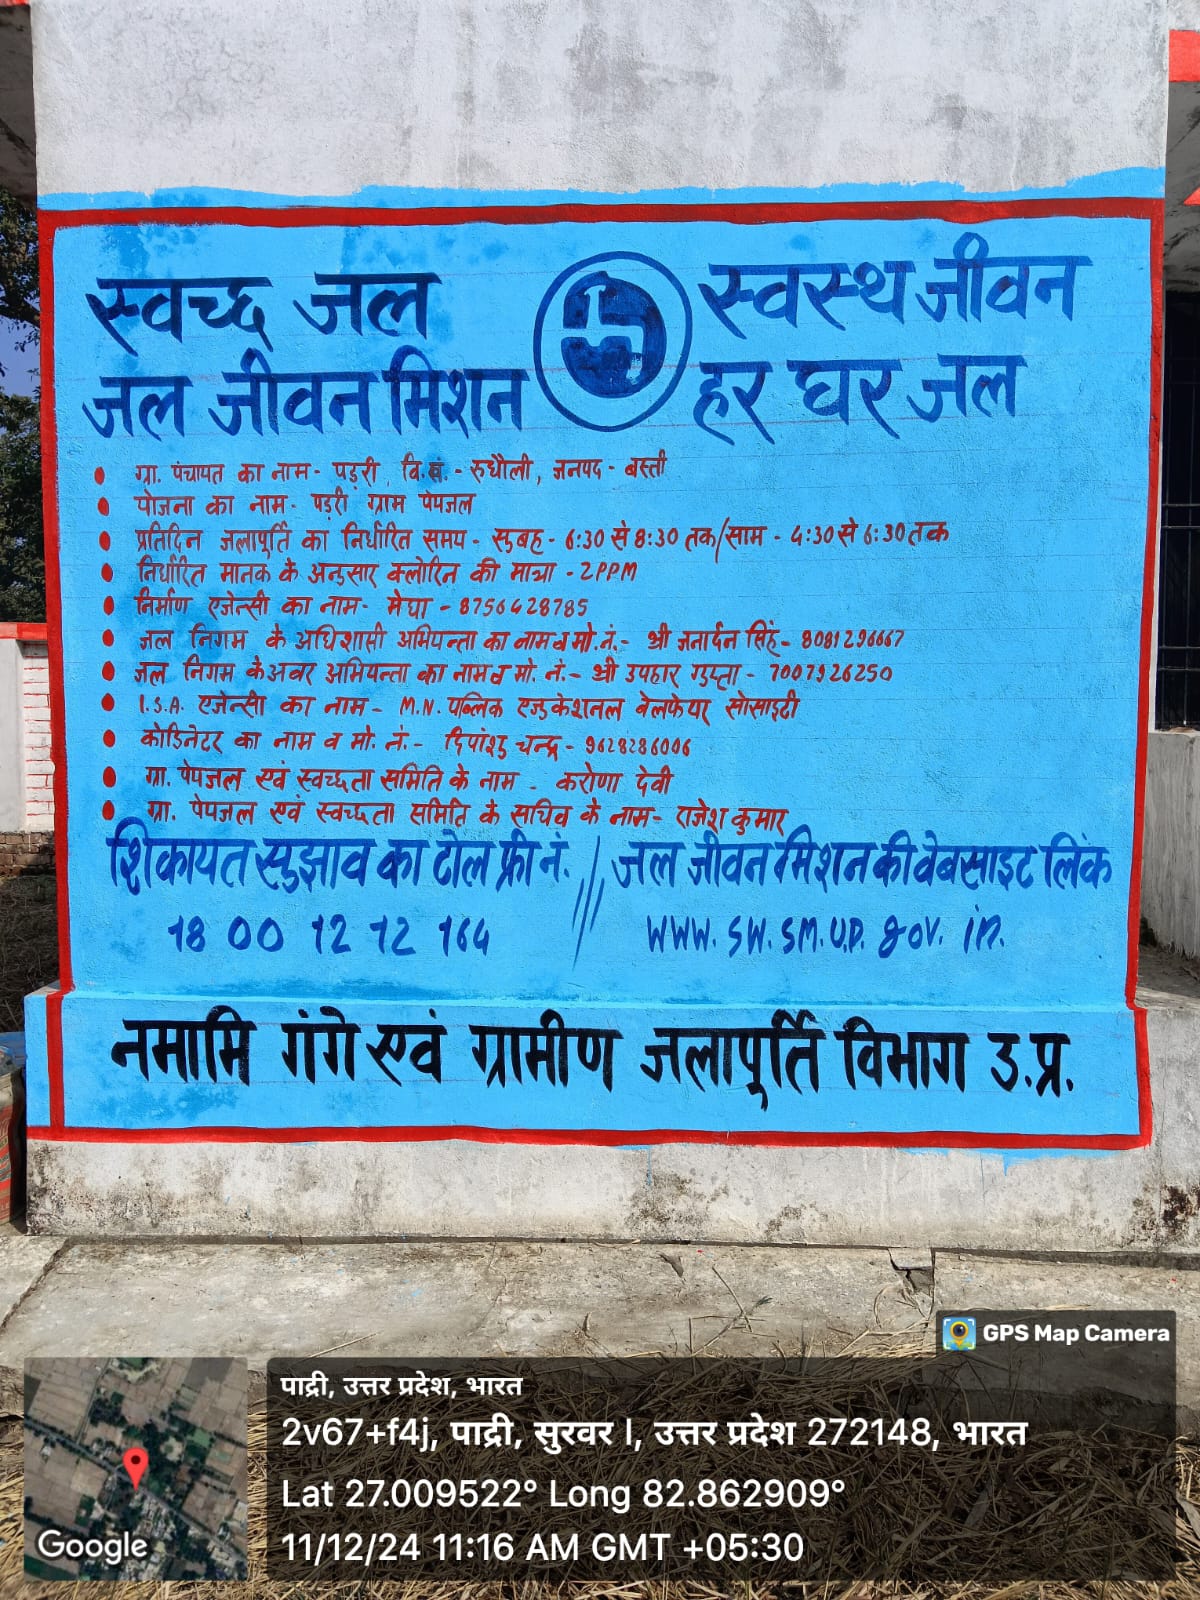 स्वच्छ जल स्वस्थ जीवन
जल जीवन मिशन हर घर जल
• ग्रा. पंचायत का नाम- पड़री, वि.खं.- रुधौली, जनपद- बस्ती
• योजना का नाम- पड़री ग्राम पेयजल
• प्रतिदिन जलापुर्ति का निर्धारित समय - सुबह- 6:30 से 8:30 तक/साम - 4:30 से 6:30 तक
• निर्धारित मानक के अनुसार क्लोरिन की मात्रा - 2PPM
• निर्माण एजेन्सी का नाम- मेघा - 8756428785
• जल निगम के अधिशासी अभियन्ता का नाम व मो. नं.- श्री जनार्दन सिंह- 8081296667
• जल निगम के अवर अभियन्ता का नाम व मो. नं.- श्री उपहार गुप्ता - 7007926250
• I.S.A. एजेन्सी का नाम - M.N. पब्लिक एजुकेशनल वेलफेयर सोसाइटी
• कोडिनेटर का नाम व मो. नं.- दिपांशु चन्द्र- 9628286006
• ग्रा. पेयजल एवं स्वच्छता समिति के नाम - करोणा देवी
• ग्रा. पेयजल एवं स्वच्छता समिति के सचिव के नाम- राजेश कुमार
शिकायत सुझाव का टोल फ्री नं. /// जल जीवन मिशन की वेबसाइट लिंक
18 00 12 12 164 WWW. SW. SM. U.P. gov. in.
नमामि गंगे एवं ग्रामीण जलापुर्ति विभाग उ.प्र.
GPS Map Camera
पाद्री, उत्तर प्रदेश, भारत
2v67+f4j, पाद्री, सुरवर I, उत्तर प्रदेश 272148, भारत
Lat 27.009522° Long 82.862909°
11/12/24 11:16 AM GMT +05:30
Google